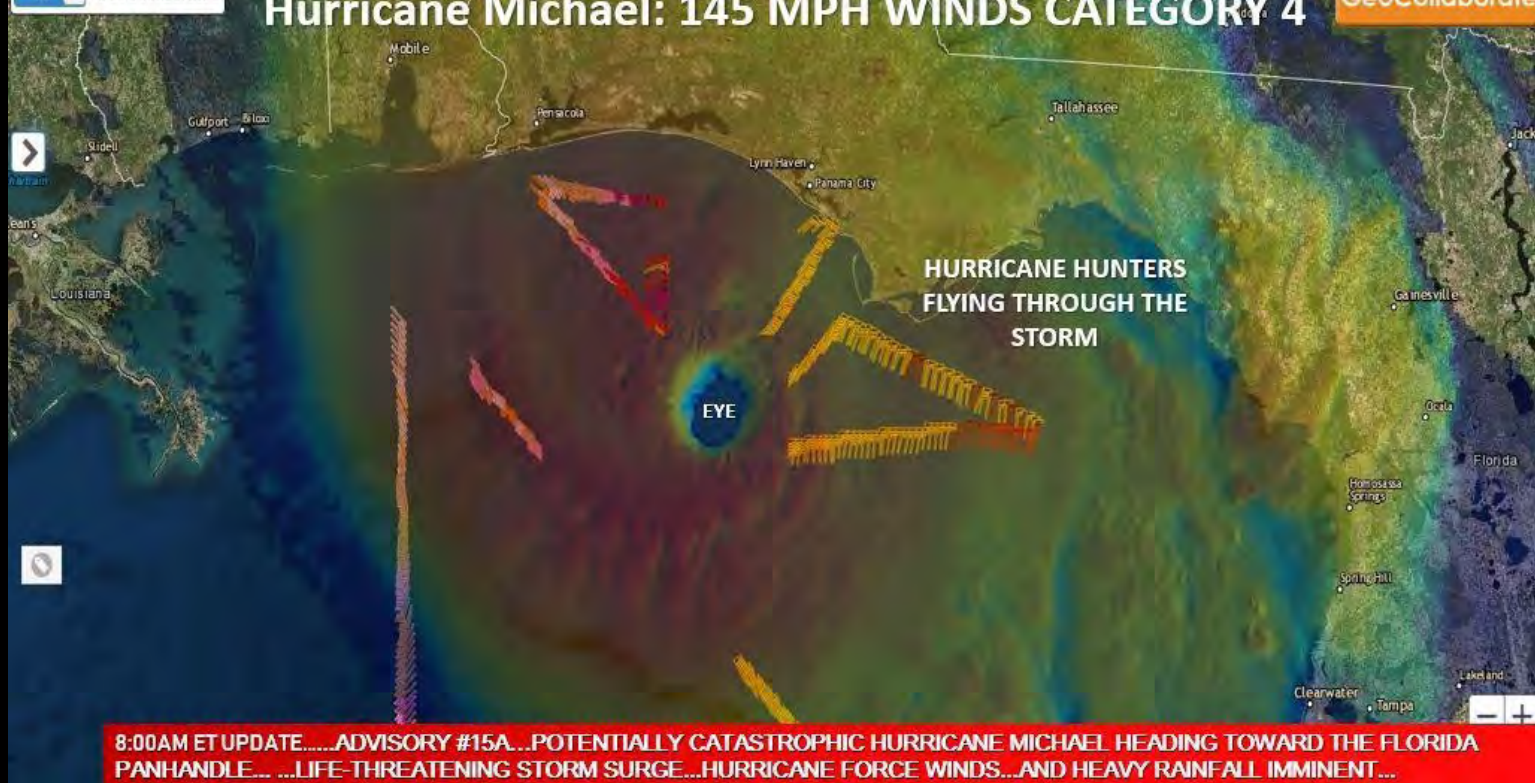 Hurricane Michael: 145 MPH WINDS CATEGORY 4
GeoCollaborate
Mobile
Pensacola
Tallahassee
Gulfport
Biloxi
Slidell
Jack
Lynn Haven
Panama City
eans
HURRICANE HUNTERS
FLYING THROUGH THE
STORM
Louisiana
Gainesville
EYE
Ocala
Florida
Homosassa
Springs
Spring Hill
Lakeland
Clearwater
Tampa
8:00AM ET UPDATE......ADVISORY #15A...POTENTIALLY CATASTROPHIC HURRICANE MICHAEL HEADING TOWARD THE FLORIDA
PANHANDLE... ...LIFE-THREATENING STORM SURGE...HURRICANE FORCE WINDS...AND HEAVY RAINFALL IMMINENT...